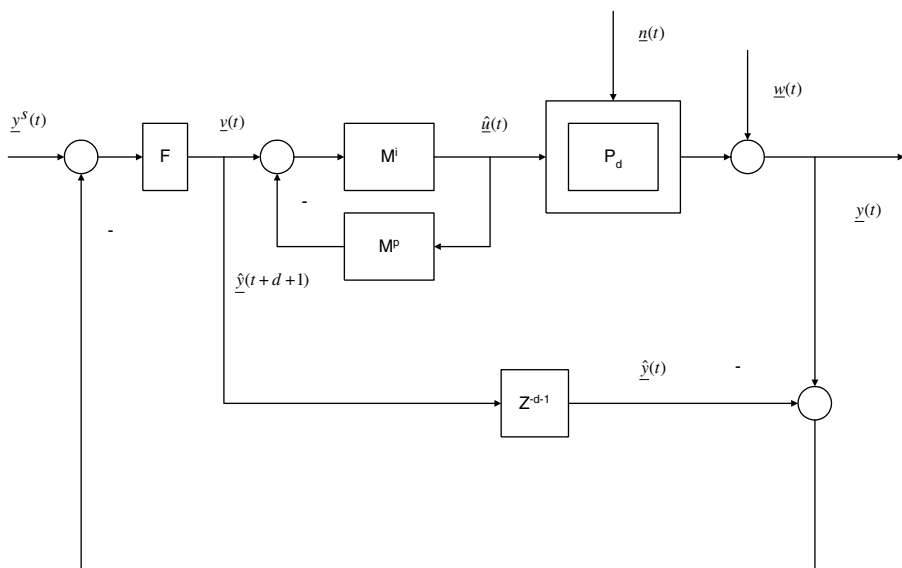 n(t)
w(t)
y^s(t)
F
v(t)
M^i
û(t)
P_d
y(t)
-
-
M^p
ŷ(t+d+1)
ŷ(t)
-
Z^-d-1